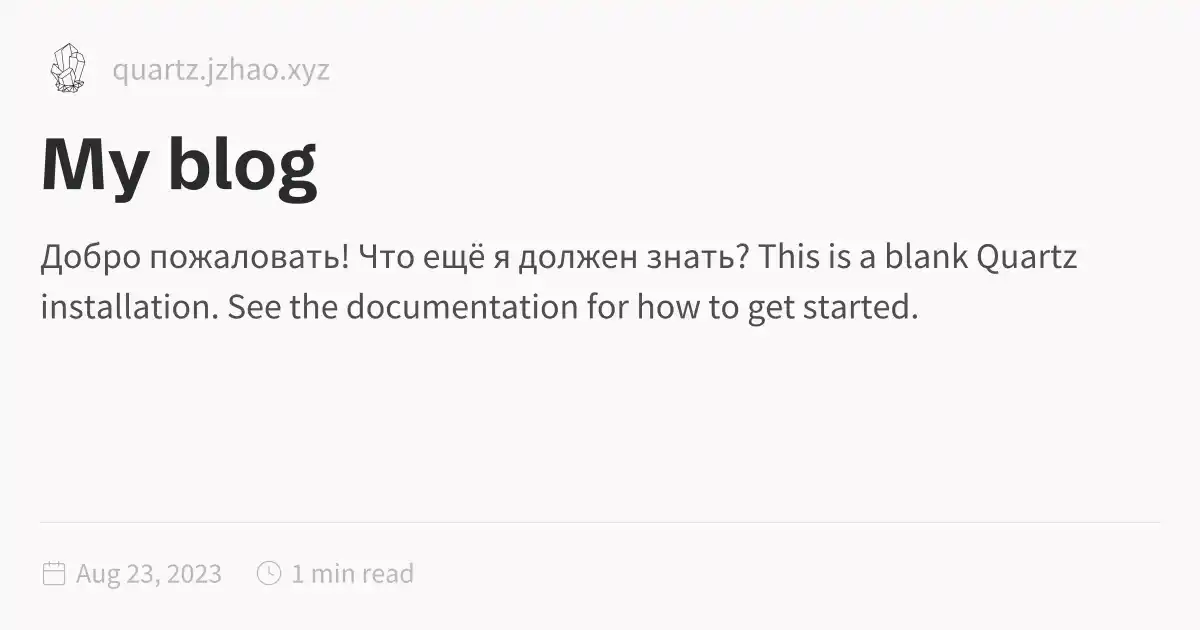 quartz.jzhao.xyz
My blog
Добро пожаловать! Что ещё я должен знать? This is a blank Quartz
installation. See the documentation for how to get started.
Aug 23, 2023 1 min read